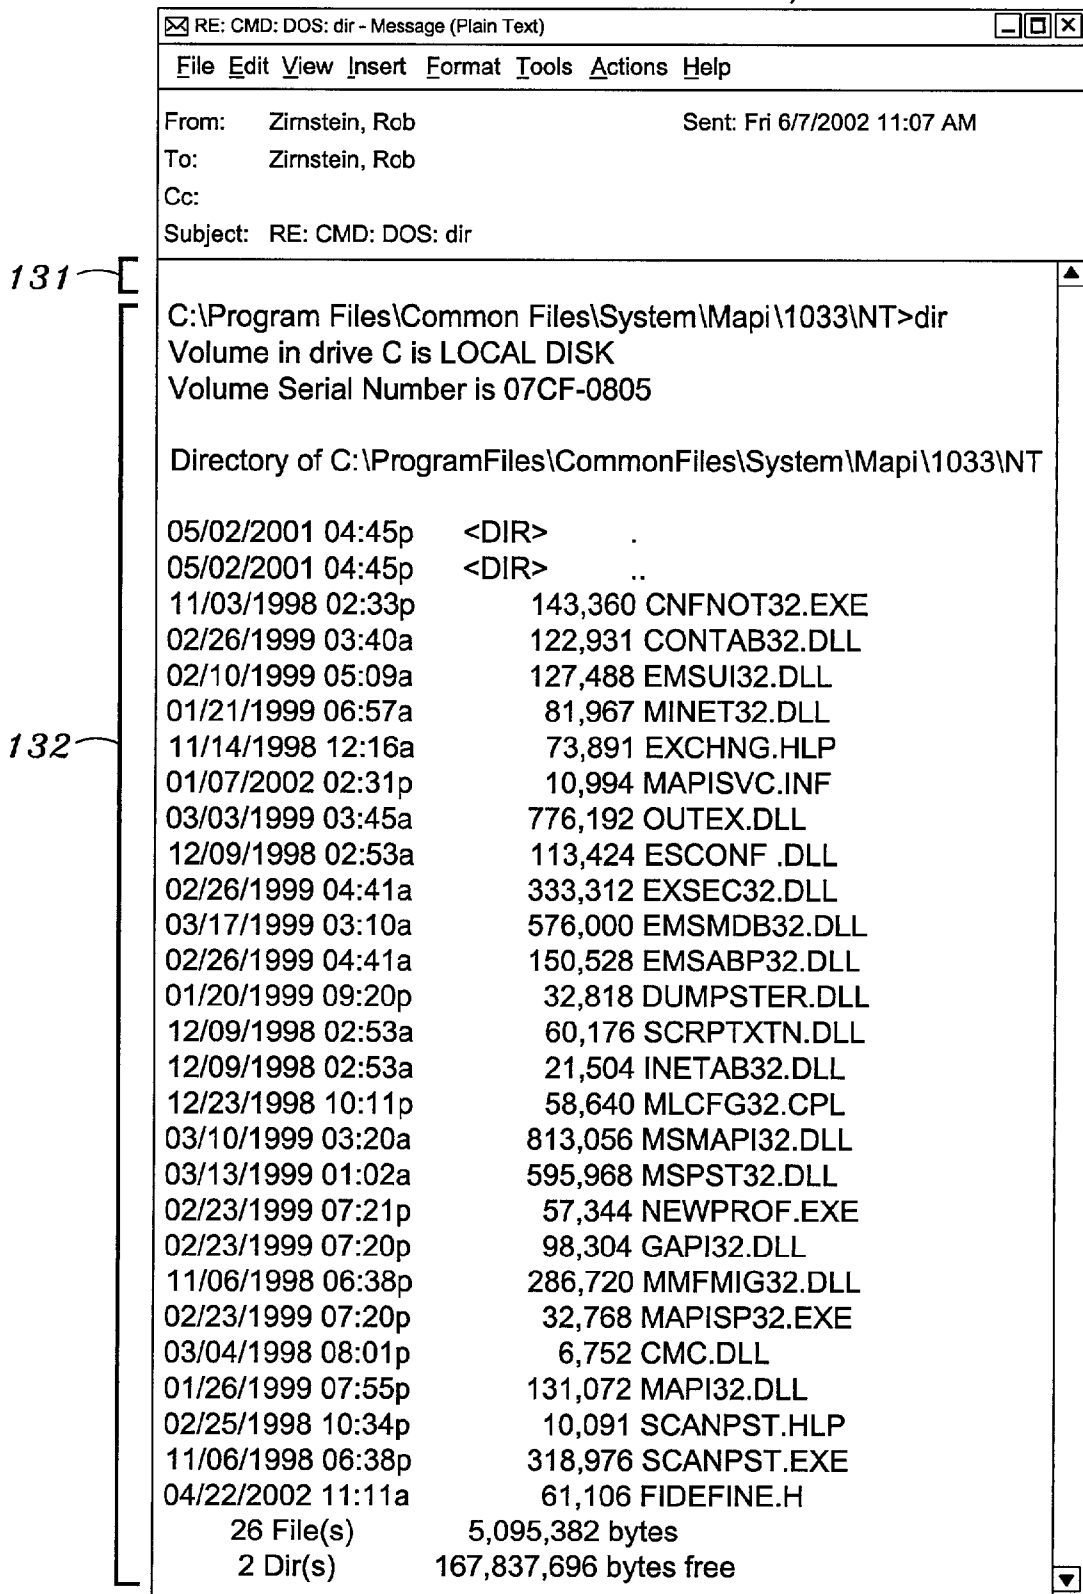 RE: CMD: DOS: dir - Message (Plain Text)
File Edit View Insert Format Tools Actions Help
From: Zirnstein, Rob Sent: Fri 6/7/2002 11:07 AM
To: Zirnstein, Rob
Cc:
Subject: RE: CMD: DOS: dir
131
C:\Program Files\Common Files\System\Mapi\1033\NT>dir
Volume in drive C is LOCAL DISK
Volume Serial Number is 07CF-0805
Directory of C:\ProgramFiles\CommonFiles\System\Mapi\1033\NT
05/02/2001 04:45p <DIR> .
05/02/2001 04:45p <DIR> ..
11/03/1998 02:33p 143,360 CNFNOT32.EXE
02/26/1999 03:40a 122,931 CONTAB32.DLL
02/10/1999 05:09a 127,488 EMSUI32.DLL
01/21/1999 06:57a 81,967 MINET32.DLL
132
11/14/1998 12:16a 73,891 EXCHNG.HLP
01/07/2002 02:31p 10,994 MAPISVC.INF
03/03/1999 03:45a 776,192 OUTEX.DLL
12/09/1998 02:53a 113,424 ESCONF .DLL
02/26/1999 04:41a 333,312 EXSEC32.DLL
03/17/1999 03:10a 576,000 EMSMDB32.DLL
02/26/1999 04:41a 150,528 EMSABP32.DLL
01/20/1999 09:20p 32,818 DUMPSTER.DLL
12/09/1998 02:53a 60,176 SCRPTXTN.DLL
12/09/1998 02:53a 21,504 INETAB32.DLL
12/23/1998 10:11p 58,640 MLCFG32.CPL
03/10/1999 03:20a 813,056 MSMAPI32.DLL
03/13/1999 01:02a 595,968 MSPST32.DLL
02/23/1999 07:21p 57,344 NEWPROF.EXE
02/23/1999 07:20p 98,304 GAPI32.DLL
11/06/1998 06:38p 286,720 MMFMIG32.DLL
02/23/1999 07:20p 32,768 MAPISP32.EXE
03/04/1998 08:01p 6,752 CMC.DLL
01/26/1999 07:55p 131,072 MAPI32.DLL
02/25/1998 10:34p 10,091 SCANPST.HLP
11/06/1998 06:38p 318,976 SCANPST.EXE
04/22/2002 11:11a 61,106 FIDEFINE.H
26 File(s) 5,095,382 bytes
2 Dir(s) 167,837,696 bytes free